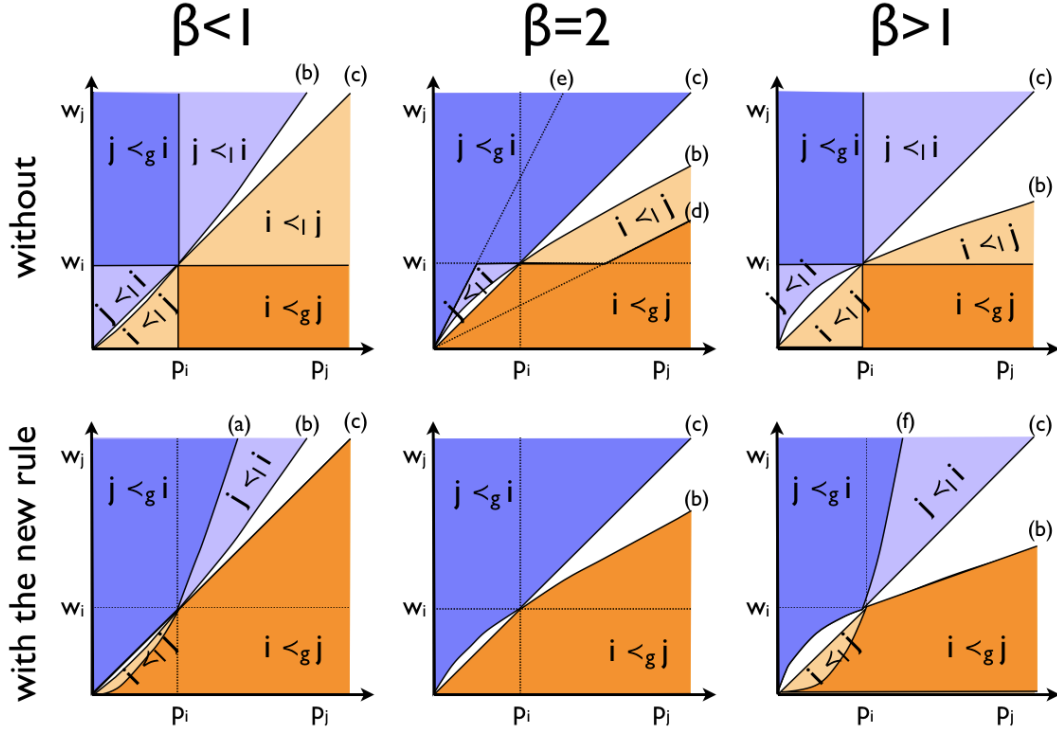 β<1 β=2 β>1
without
(b) (c)
wj
j ≺g i j ≺l i
i ≺l j
wi
j ≺l i i ≺l j
i ≺g j
pi pj
(e) (c)
wj
j ≺g i
(b)
i ≺l j
(d)
wi
j ≺l i
i ≺g j
pi pj
(c)
wj
j ≺g i j ≺l i
(b)
i ≺l j
wi
j ≺l i i ≺l j
i ≺g j
pi pj
with the new rule
(a) (b) (c)
wj
j ≺g i j ≺l i
wi
i ≺l j
i ≺g j
pi pj
(c)
wj
j ≺g i
(b)
wi
i ≺g j
pi pj
(f) (c)
wj
j ≺g i j ≺l i
(b)
wi
i ≺l j
i ≺g j
pi pj